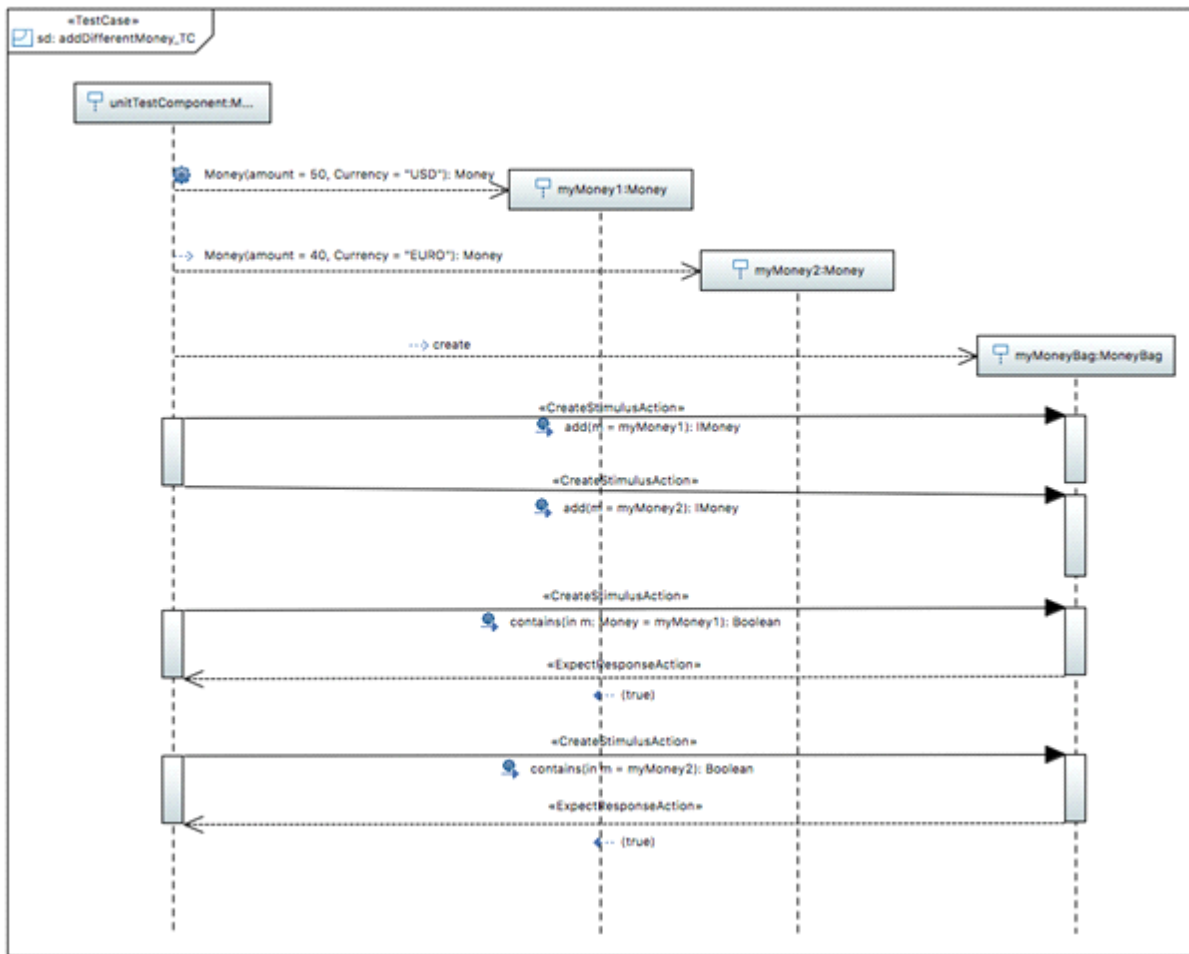 «TestCase»
sd: addDifferentMoney_TC
unitTestComponent:M...
Money(amount = 50, Currency = "USD"): Money
myMoney1:Money
Money(amount = 40, Currency = "EURO"): Money
myMoney2:Money
create
myMoneyBag:MoneyBag
«CreateStimulusAction»
add(m = myMoney1): IMoney
«CreateStimulusAction»
add(m = myMoney2): IMoney
«CreateStimulusAction»
contains(in m: Money = myMoney1): Boolean
«ExpectResponseAction»
(true)
«CreateStimulusAction»
contains(in m = myMoney2): Boolean
«ExpectResponseAction»
(true)